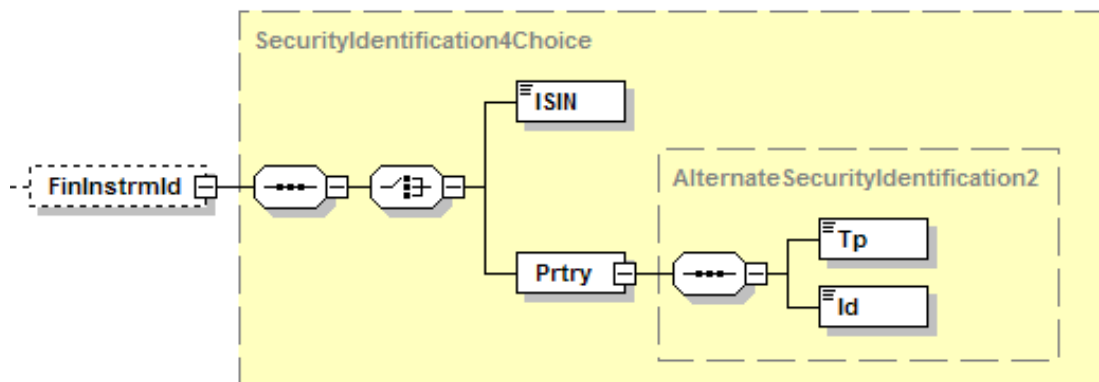 SecurityIdentification4Choice
ISIN
FinInstrmId
AlternateSecurityIdentification2
Tp
Prtry
Id